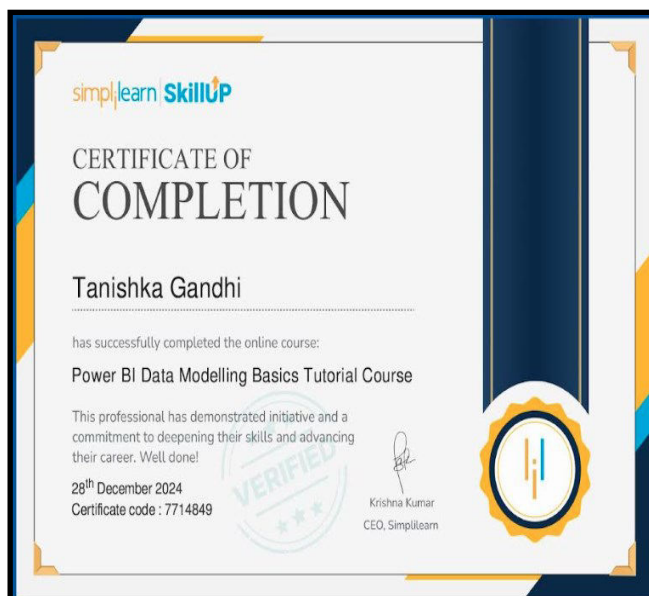 simplilearn | SkillUP
CERTIFICATE OF
COMPLETION
Tanishka Gandhi
has successfully completed the online course:
Power BI Data Modelling Basics Tutorial Course
This professional has demonstrated initiative and a
commitment to deepening their skills and advancing
their career. Well done!
28th December 2024
Certificate code : 7714849
VERIFIED
Krishna Kumar
CEO, Simplilearn